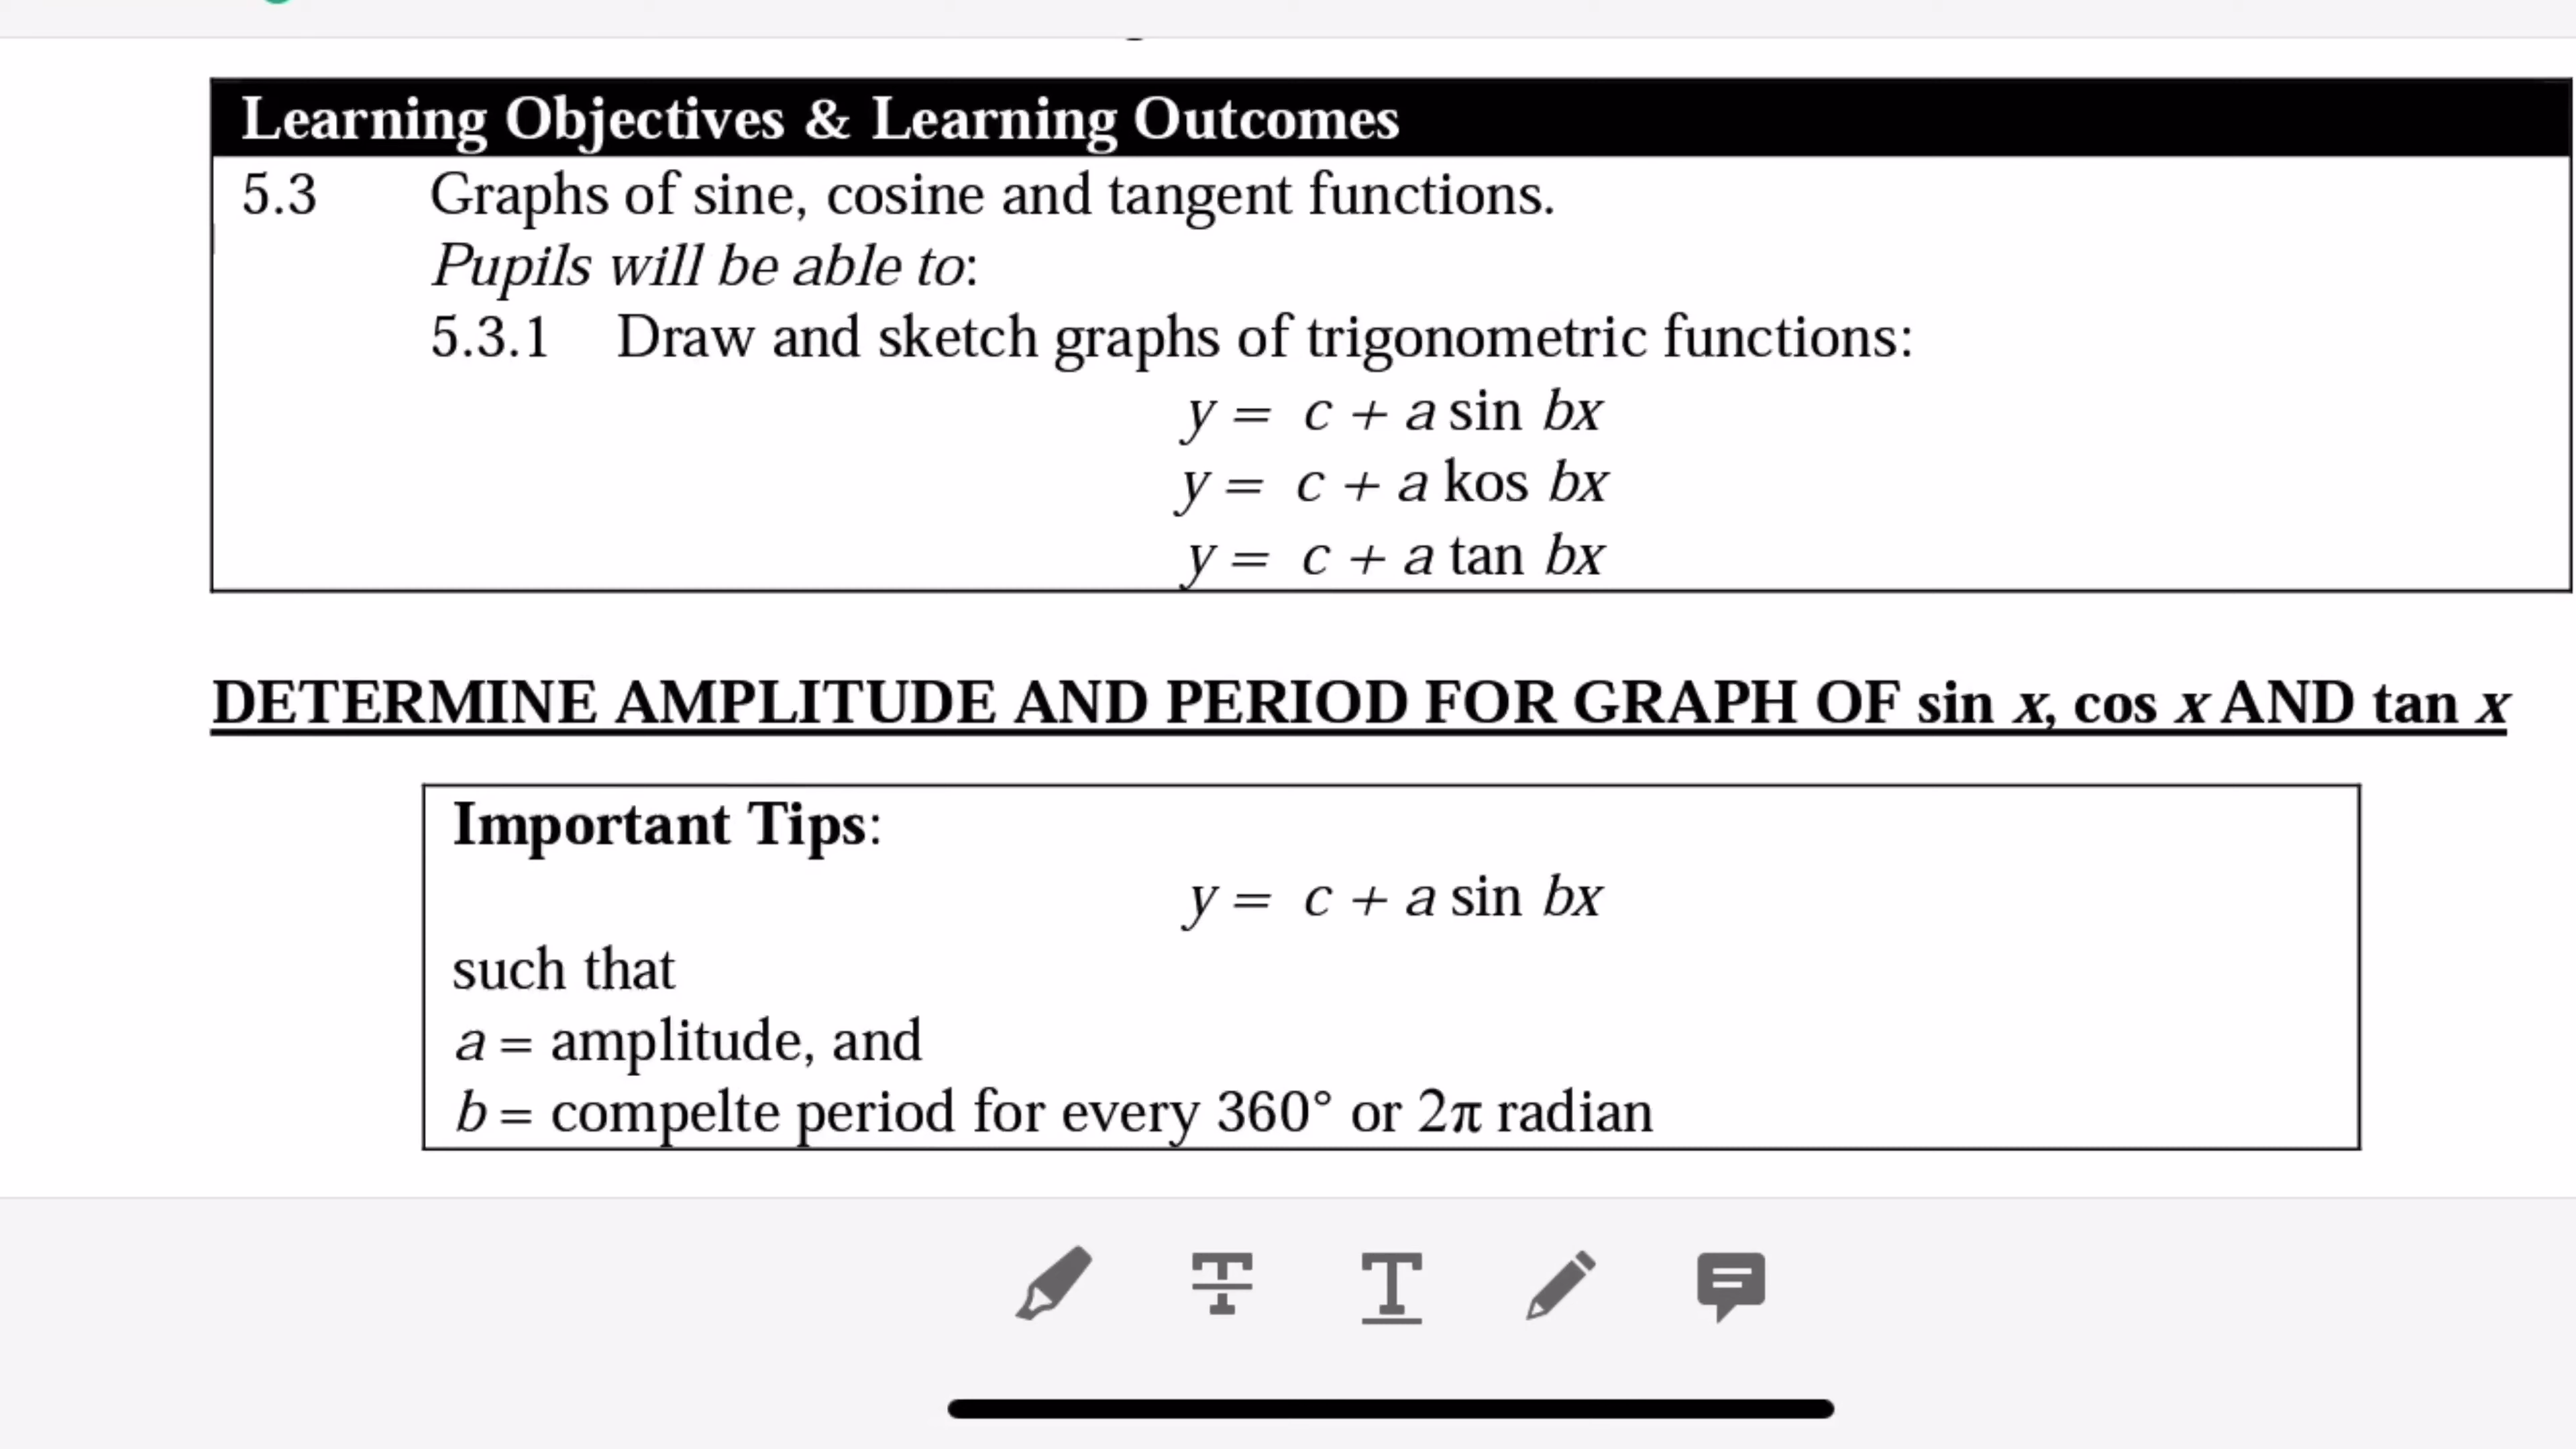 Learning Objectives & Learning Outcomes
5.3 Graphs of sine, cosine and tangent functions.
Pupils will be able to:
5.3.1 Draw and sketch graphs of trigonometric functions:
y = c + a sin bx
y = c + a kos bx
y = c + a tan bx
DETERMINE AMPLITUDE AND PERIOD FOR GRAPH OF sin x, cos x AND tan x
Important Tips:
y = c + a sin bx
such that
a = amplitude, and
b = compelte period for every 360° or 2π radian